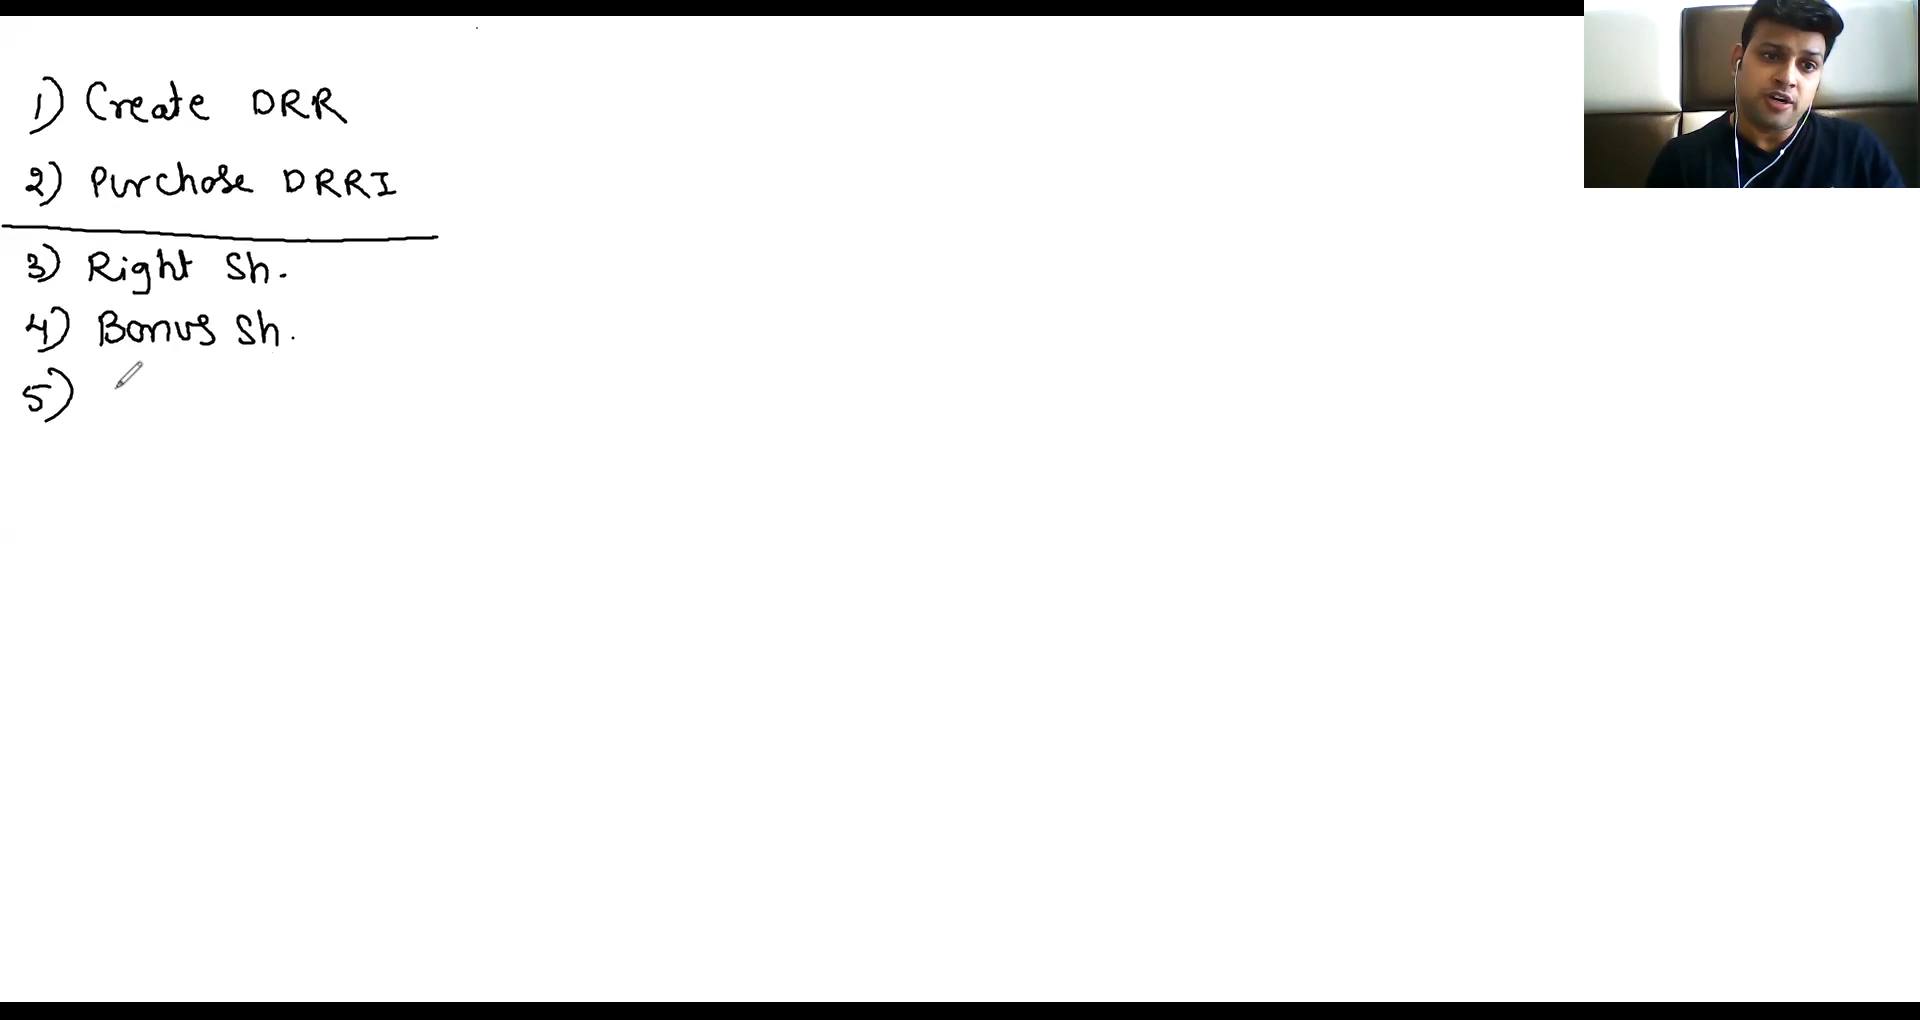 1) Create DRR
2) Purchase DRRI
3) Right Sh.
4) Bonus Sh.
5)